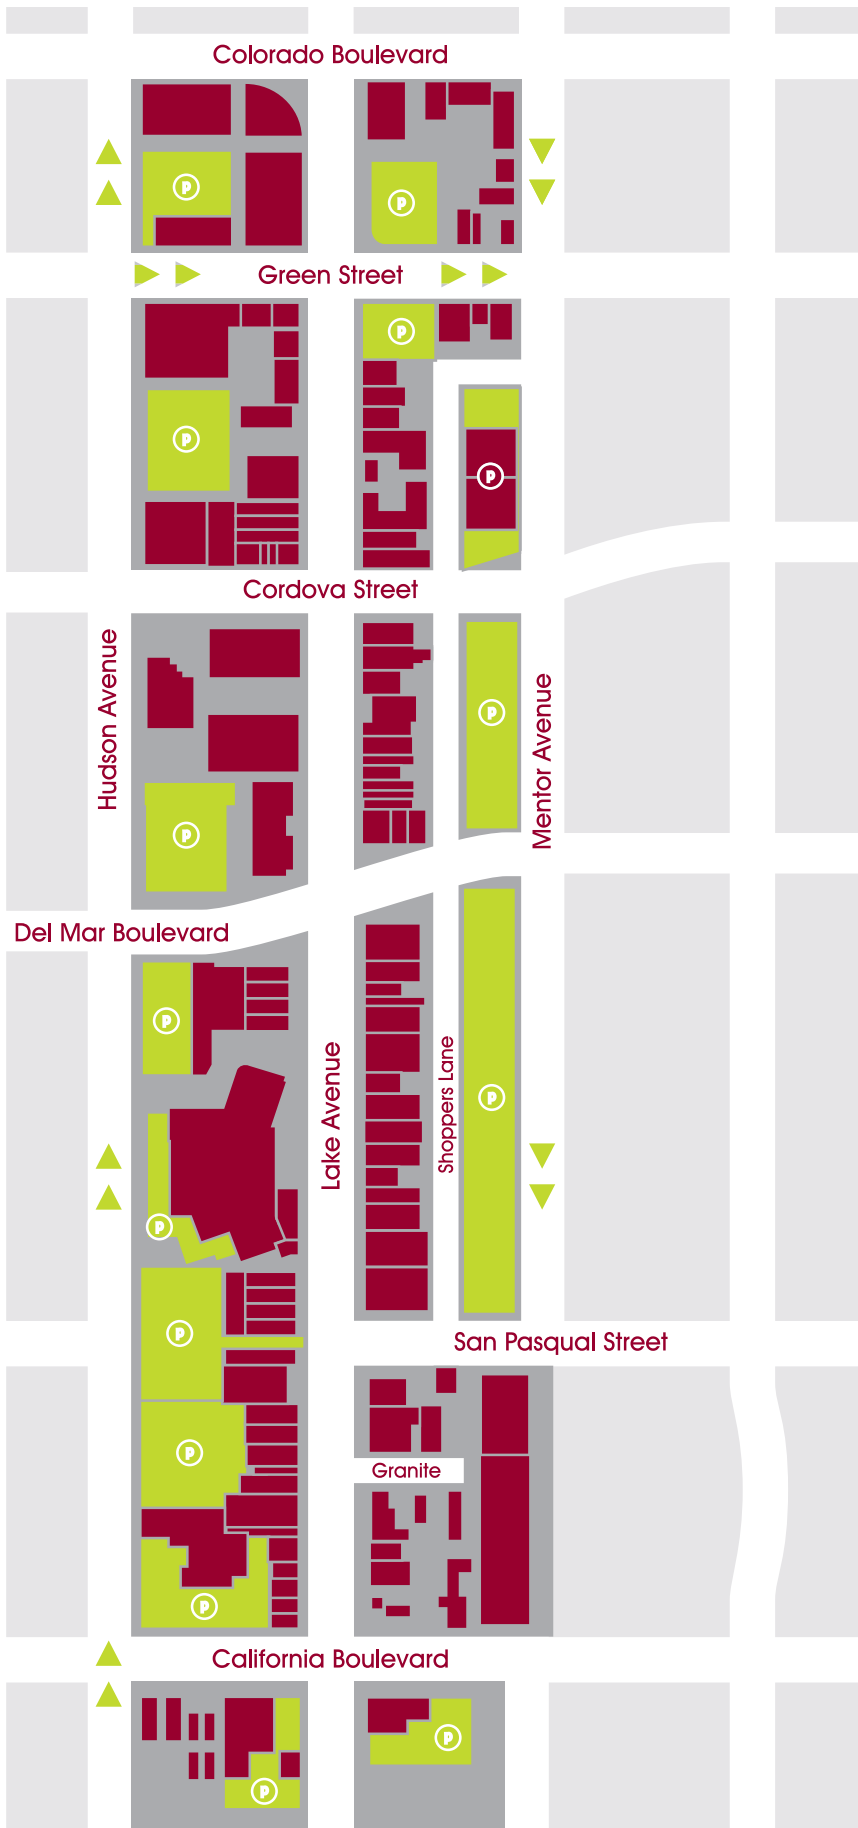 Colorado Boulevard
P
P
Green Street
P
P
P
Cordova Street
Hudson Avenue
Mentor Avenue
P
P
Del Mar Boulevard
P
Lake Avenue
Shoppers Lane
P
P
P
San Pasqual Street
P
Granite
P
California Boulevard
P
P